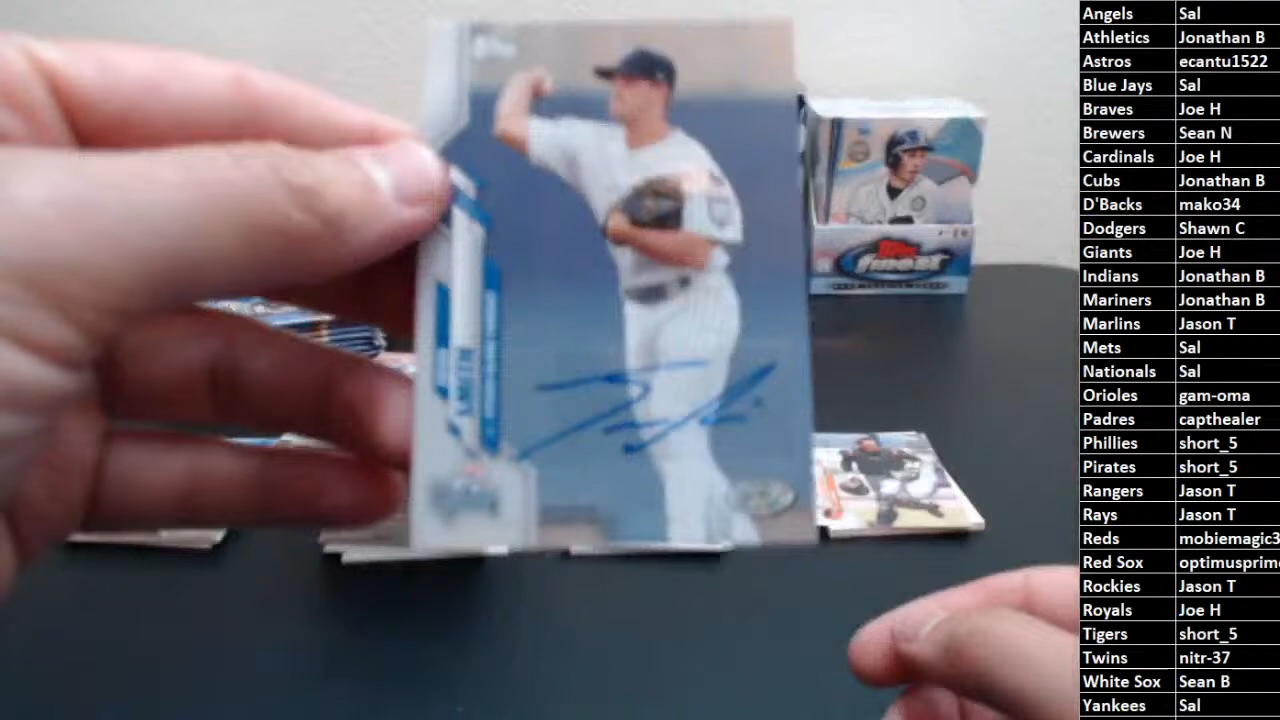 topps
finest
Angels Sal
Athletics Jonathan B
Astros ecantu1522
Blue Jays Sal
Braves Joe H
Brewers Sean N
Cardinals Joe H
Cubs Jonathan B
D'Backs mako34
Dodgers Shawn C
Giants Joe H
Indians Jonathan B
Mariners Jonathan B
Marlins Jason T
Mets Sal
Nationals Sal
Orioles gam-oma
Padres capthealer
Phillies short_5
Pirates short_5
Rangers Jason T
Rays Jason T
Reds mobiemagic3
Red Sox optimusprime
Rockies Jason T
Royals Joe H
Tigers short_5
Twins nitr-37
White Sox Sean B
Yankees Sal